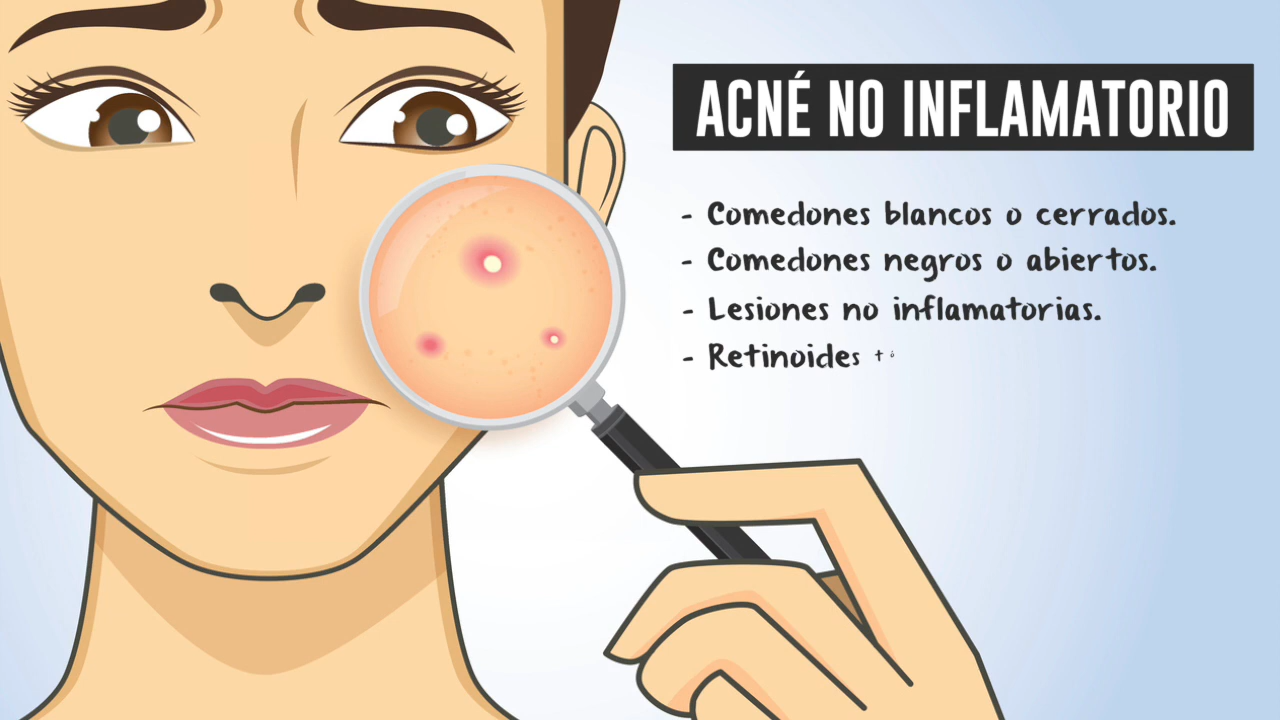 ACNÉ NO INFLAMATORIO
- Comedones blancos o cerrados.
- Comedones negros o abiertos.
- Lesiones no inflamatorias.
- Retinoides